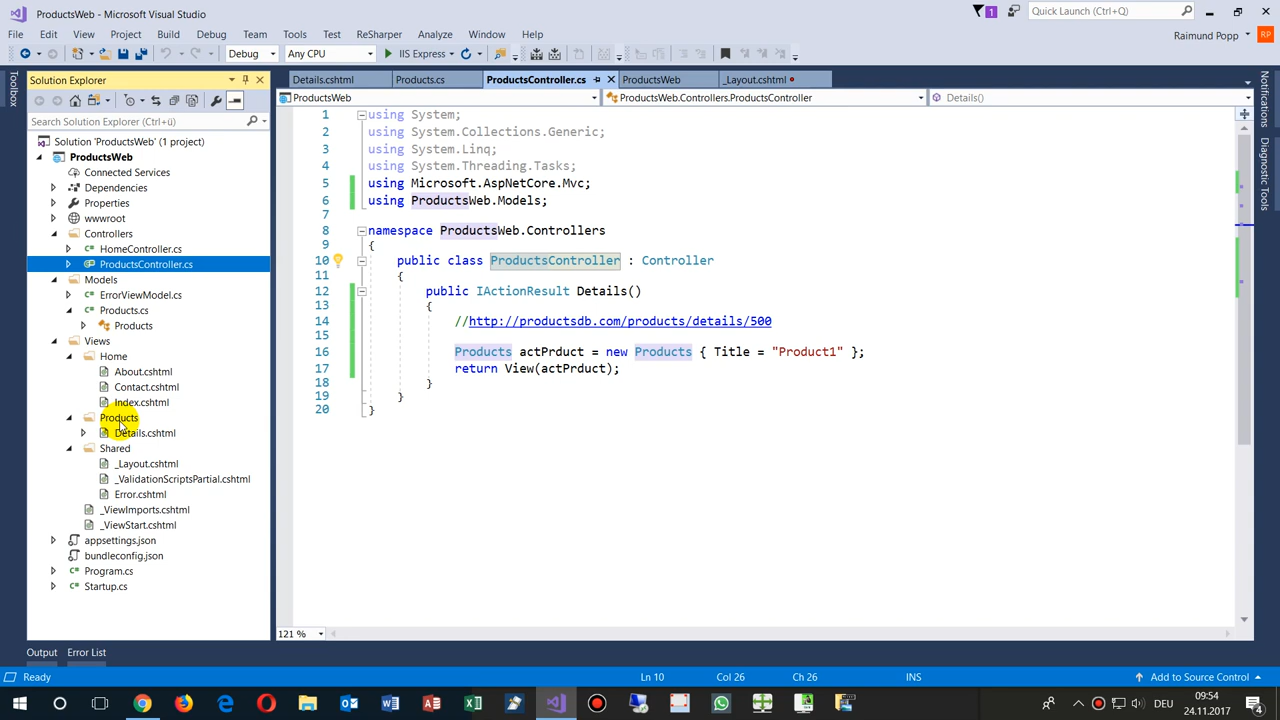 ProductsWeb - Microsoft Visual Studio
1
Quick Launch (Ctrl+Q)
File Edit View Project Build Debug Team Tools Test ReSharper Analyze Window Help
Raimund Popp RP
Debug Any CPU IIS Express
Toolbox
Solution Explorer
Search Solution Explorer (Ctrl+ü)
Solution 'ProductsWeb' (1 project)
ProductsWeb
Connected Services
Dependencies
Properties
wwwroot
Controllers
HomeController.cs
ProductsController.cs
Models
ErrorViewModel.cs
Products.cs
Products
Views
Home
About.cshtml
Contact.cshtml
Index.cshtml
Products
Details.cshtml
Shared
_Layout.cshtml
_ValidationScriptsPartial.cshtml
Error.cshtml
_ViewImports.cshtml
_ViewStart.cshtml
appsettings.json
bundleconfig.json
Program.cs
Startup.cs
Details.cshtml Products.cs ProductsController.cs ProductsWeb _Layout.cshtml
ProductsWeb ProductsWeb.Controllers.ProductsController Details()
1 using System;
2 using System.Collections.Generic;
3 using System.Linq;
4 using System.Threading.Tasks;
5 using Microsoft.AspNetCore.Mvc;
6 using ProductsWeb.Models;
7
8 namespace ProductsWeb.Controllers
9 {
10 public class ProductsController : Controller
11 {
12 public IActionResult Details()
13 {
14 //http://productsdb.com/products/details/500
15
16 Products actPrduct = new Products { Title = "Product1" };
17 return View(actPrduct);
18 }
19 }
20 }
121 %
Notifications
Diagnostic Tools
Output Error List
Ready Ln 10 Col 26 Ch 26 INS Add to Source Control
DEU
09:54
24.11.2017
4